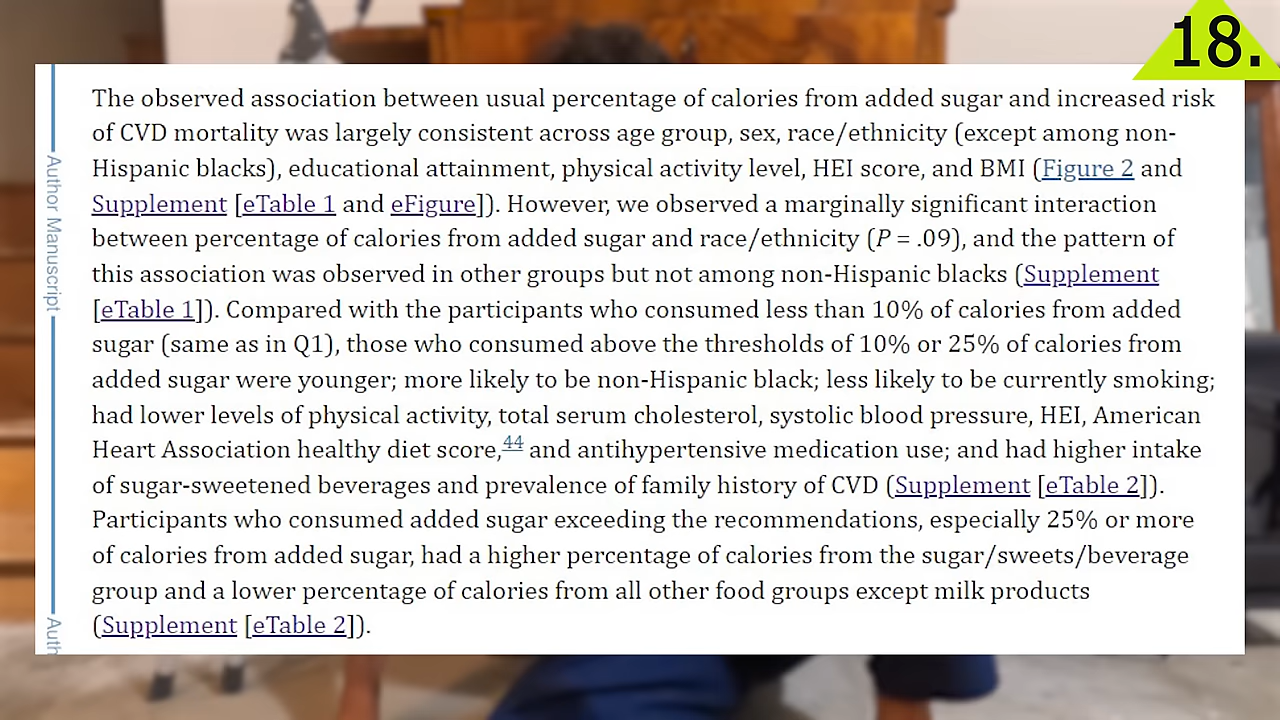 18.
The observed association between usual percentage of calories from added sugar and increased risk
of CVD mortality was largely consistent across age group, sex, race/ethnicity (except among non-
Hispanic blacks), educational attainment, physical activity level, HEI score, and BMI (Figure 2 and
Supplement [eTable 1 and eFigure]). However, we observed a marginally significant interaction
between percentage of calories from added sugar and race/ethnicity (P = .09), and the pattern of
this association was observed in other groups but not among non-Hispanic blacks (Supplement
[eTable 1]). Compared with the participants who consumed less than 10% of calories from added
sugar (same as in Q1), those who consumed above the thresholds of 10% or 25% of calories from
added sugar were younger; more likely to be non-Hispanic black; less likely to be currently smoking;
had lower levels of physical activity, total serum cholesterol, systolic blood pressure, HEI, American
Heart Association healthy diet score,44 and antihypertensive medication use; and had higher intake
of sugar-sweetened beverages and prevalence of family history of CVD (Supplement [eTable 2]).
Participants who consumed added sugar exceeding the recommendations, especially 25% or more
of calories from added sugar, had a higher percentage of calories from the sugar/sweets/beverage
group and a lower percentage of calories from all other food groups except milk products
(Supplement [eTable 2]).
Author Manuscript
Auth